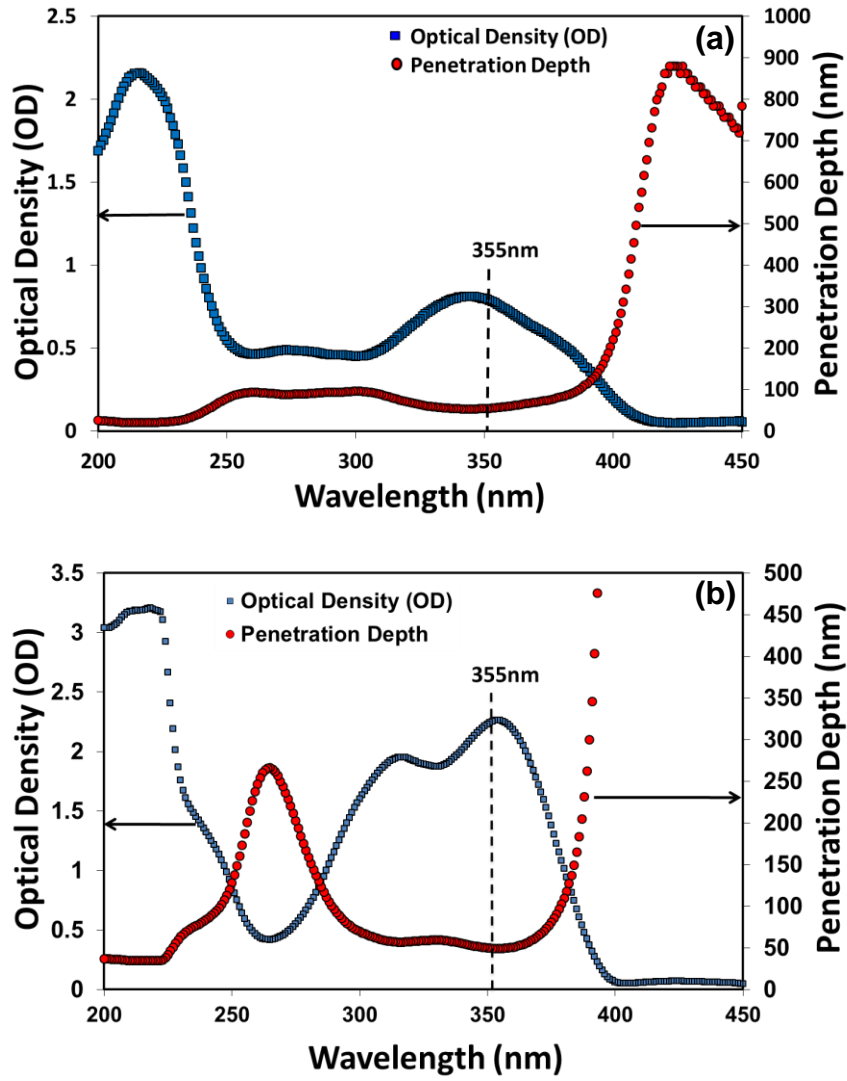 (a)
Optical Density (OD)
Penetration Depth
355nm
2.5
2
1.5
1
0.5
0
Optical Density (OD)
1000
900
800
700
600
500
400
300
200
100
0
Penetration Depth (nm)
200 250 300 350 400 450
Wavelength (nm)
(b)
Optical Density (OD)
Penetration Depth
355nm
3.5
3
2.5
2
1.5
1
0.5
0
Optical Density (OD)
500
450
400
350
300
250
200
150
100
50
0
Penetration Depth (nm)
200 250 300 350 400 450
Wavelength (nm)